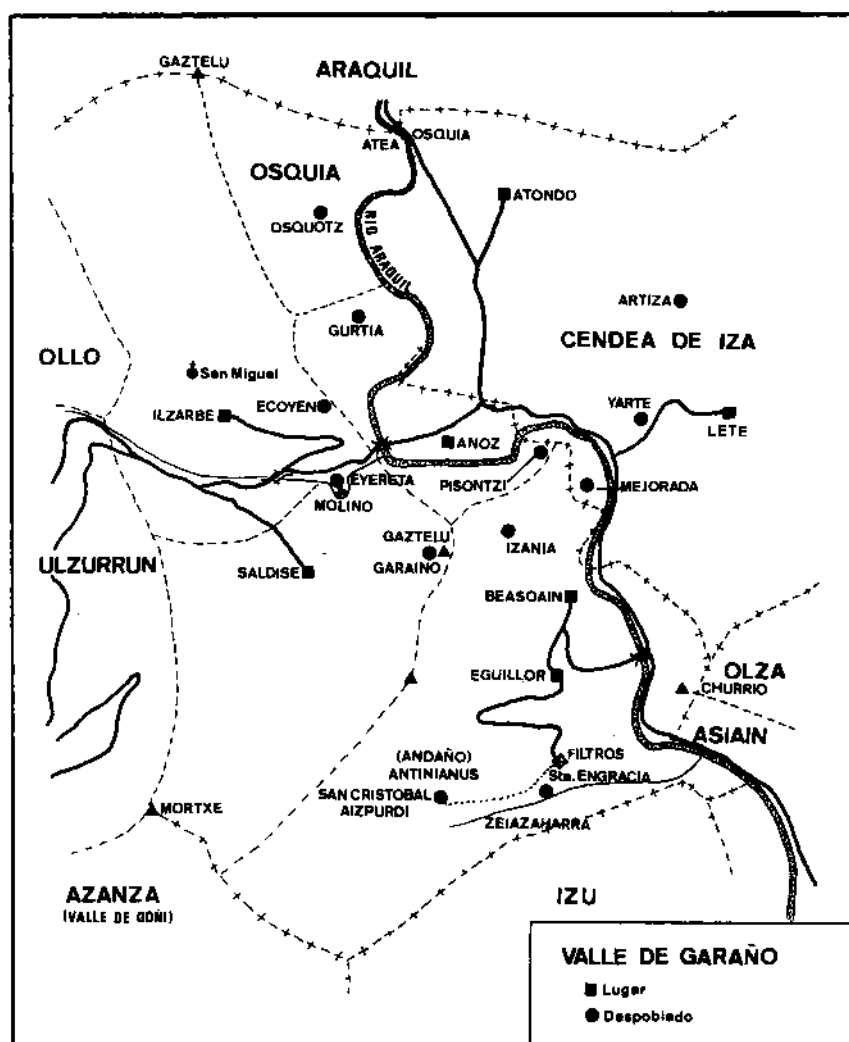 GAZTELU
ARAQUIL
ATEA
OSQUIA
OSQUIA
ATONDO
OSQUOTZ
RIO ARAQUIL
ARTIZA
GURTIA
CENDEA DE IZA
OLLO
San Miguel
ECOYEN
YARTE
ILZARBE
LETE
ANOZ
EYERETA
PISONTZI
MEJORADA
MOLINO
GAZTELU
IZANIA
GARAINO
ULZURRUN
SALDISE
BEASOAIN
EGUILLOR
OLZA
CHURRIO
ASIAIN
(ANDAÑO)
FILTROS
ANTINIANUS
Sta. ENGRACIA
SAN CRISTOBAL
AIZPURDI
MORTXE
ZEIAZAHARRA
AZANZA
(VALLE DE GOÑI)
IZU
VALLE DE GARAÑO
Lugar
Despoblado